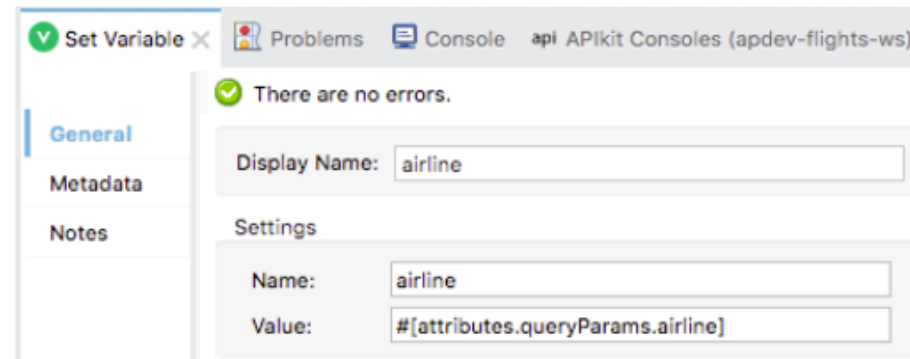 Set Variable Problems Console api APIkit Consoles (apdev-flights-ws)
There are no errors.
General
Display Name: airline
Metadata
Notes
Settings
Name: airline
Value: #[attributes.queryParams.airline]